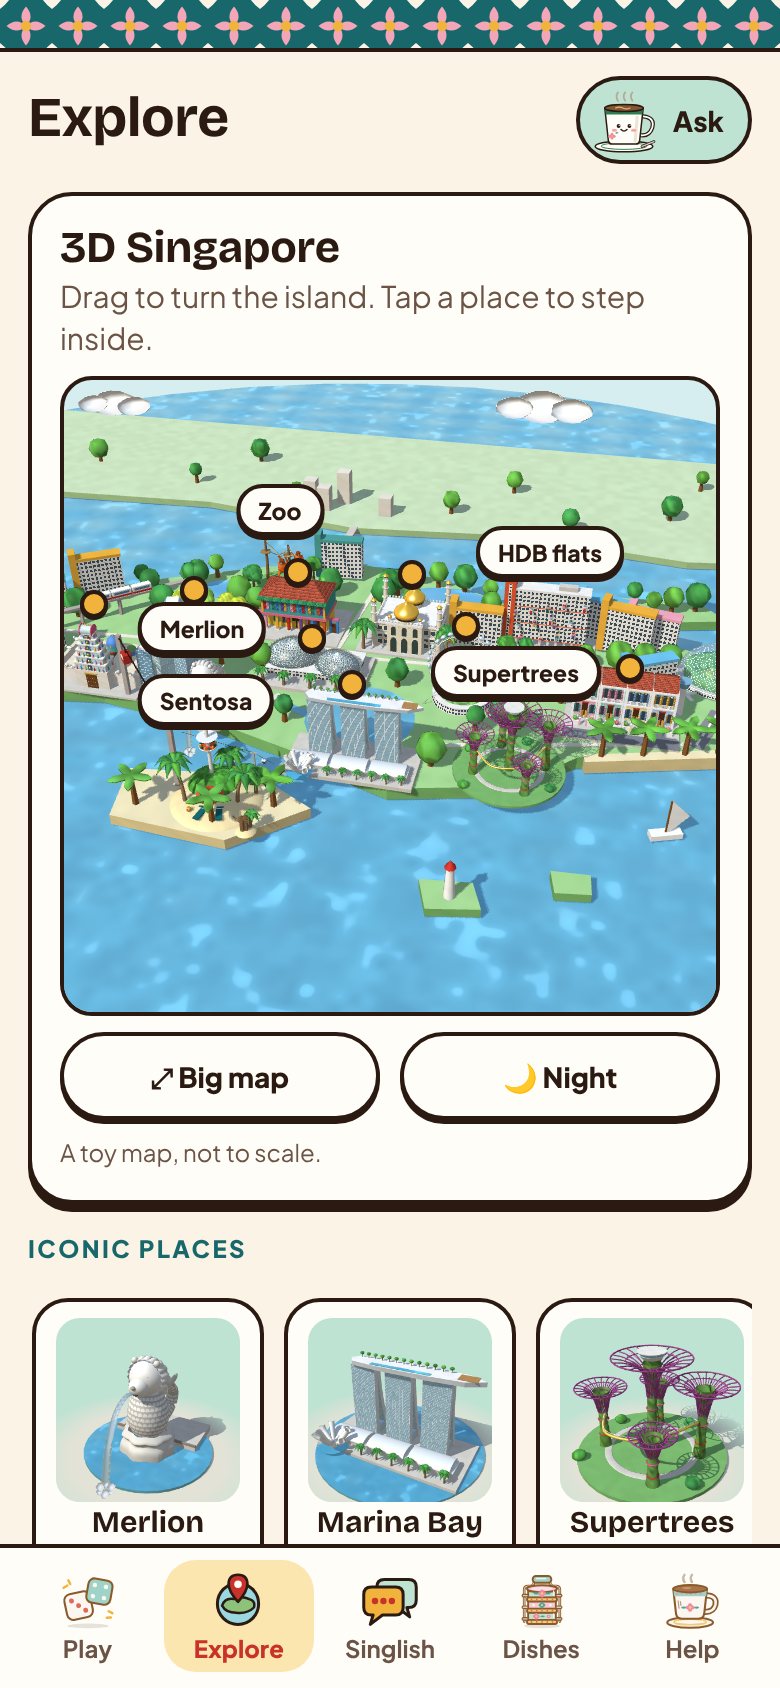 Explore
Ask
3D Singapore
Drag to turn the island. Tap a place to step
inside.
Zoo
HDB flats
Merlion
Supertrees
Sentosa
Big map
Night
A toy map, not to scale.
ICONIC PLACES
Merlion
Marina Bay
Supertrees
Play
Explore
Singlish
Dishes
Help